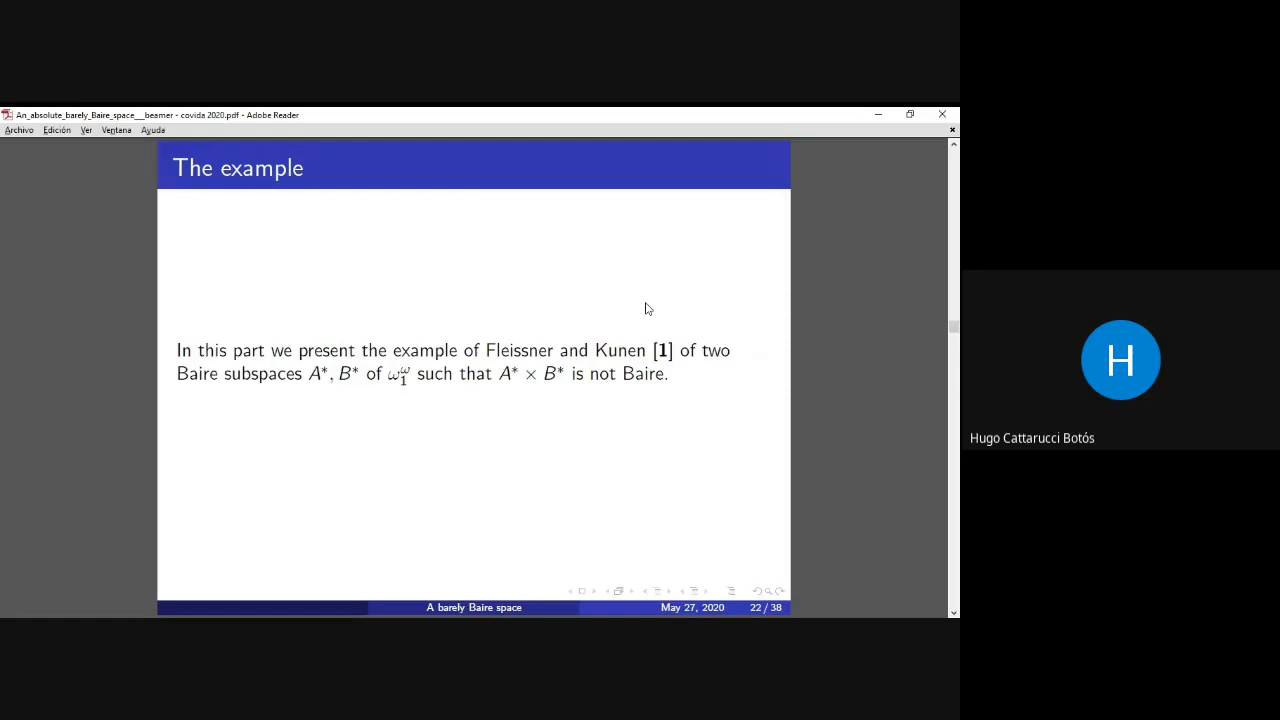 An_absolute_barely_Baire_space__beamer - covida 2020.pdf - Adobe Reader
Archivo Edición Ver Ventana Ayuda
The example
In this part we present the example of Fleissner and Kunen [1] of two
Baire subspaces A*, B* of ω₁^ω such that A* × B* is not Baire.
A barely Baire space May 27, 2020 22 / 38
H
Hugo Cattarucci Botós